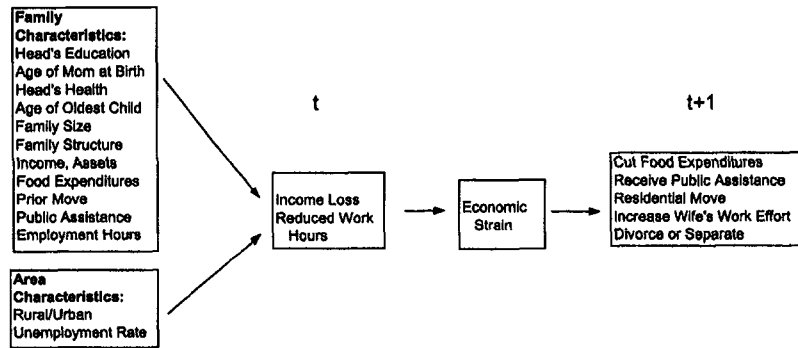 Family
Characteristics:
Head's Education
Age of Mom at Birth
Head's Health
Age of Oldest Child
Family Size
Family Structure
Income, Assets
Food Expenditures
Prior Move
Public Assistance
Employment Hours
Area
Characteristics:
Rural/Urban
Unemployment Rate
t
Income Loss
Reduced Work
Hours
Economic
Strain
t+1
Cut Food Expenditures
Receive Public Assistance
Residential Move
Increase Wife's Work Effort
Divorce or Separate